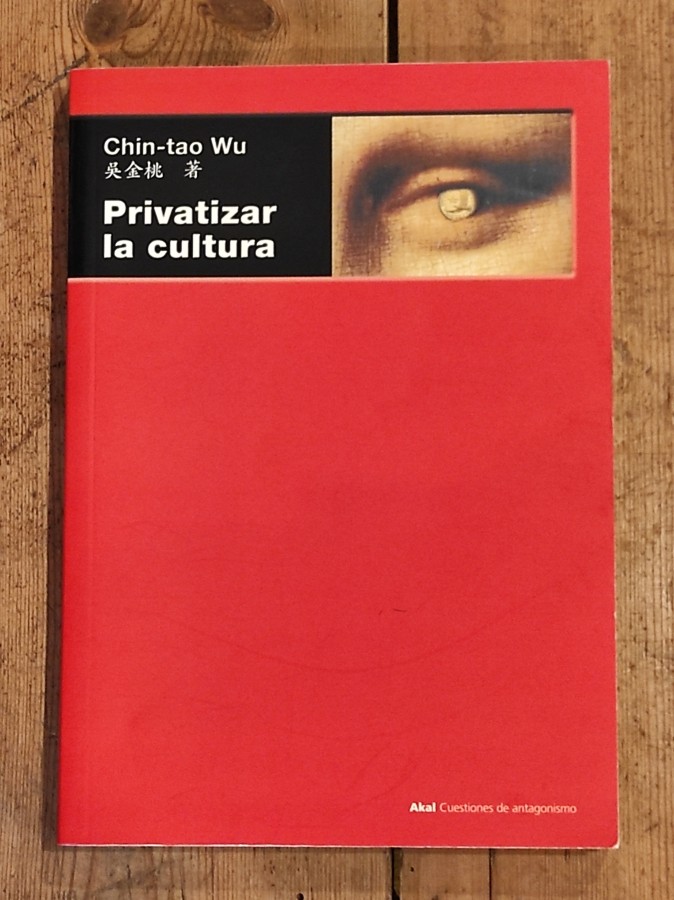 Chin-tao Wu
吳金桃 著
Privatizar
la cultura
Akal Cuestiones de antagonismo